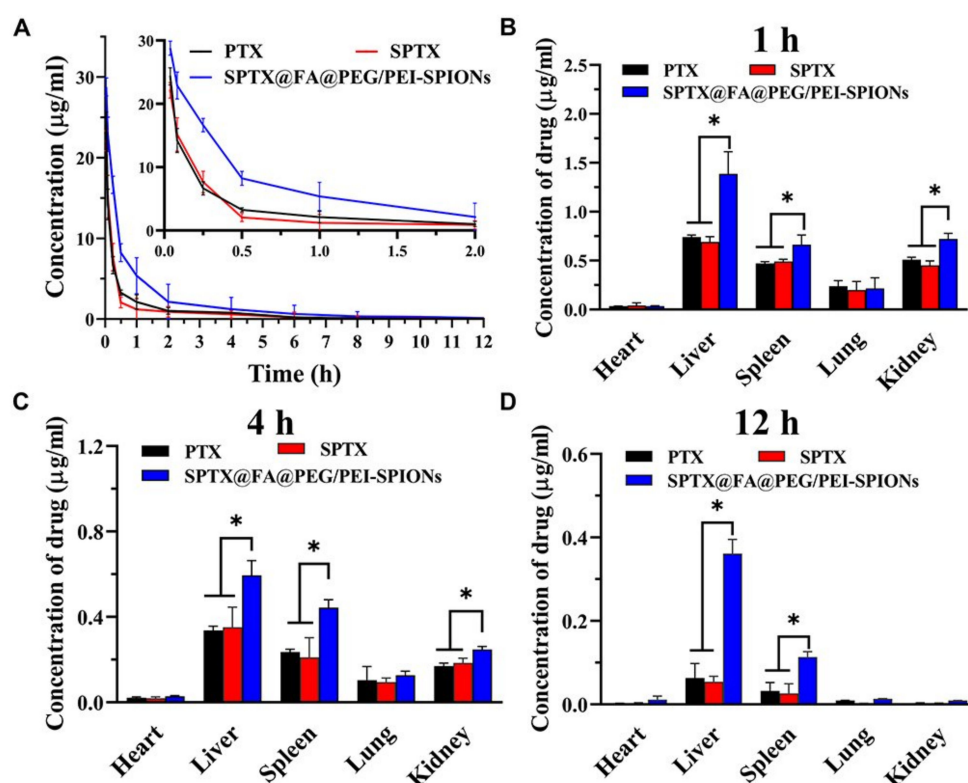 A
PTX
SPTX
SPTX@FA@PEG/PEI-SPIONs
Concentration (μg/ml)
30
20
10
0
30
20
10
0
0.0 0.5 1.0 1.5 2.0
0 1 2 4 6 8 10 11 12
Time (h)
B
1 h
PTX
SPTX
SPTX@FA@PEG/PEI-SPIONs
Concentration of drug (μg/ml)
2.5
2.0
1.5
1.0
0.5
0.0
*
*
*
Heart Liver Spleen Lung Kidney
C
4 h
PTX
SPTX
SPTX@FA@PEG/PEI-SPIONs
Concentration of drug (μg/ml)
1.2
0.9
0.6
0.4
0.0
*
*
*
Heart Liver Spleen Lung Kidney
D
12 h
PTX
SPTX
SPTX@FA@PEG/PEI-SPIONs
Concentration of drug (μg/ml)
0.6
0.4
0.2
0.0
*
*
Heart Liver Spleen Lung Kidney